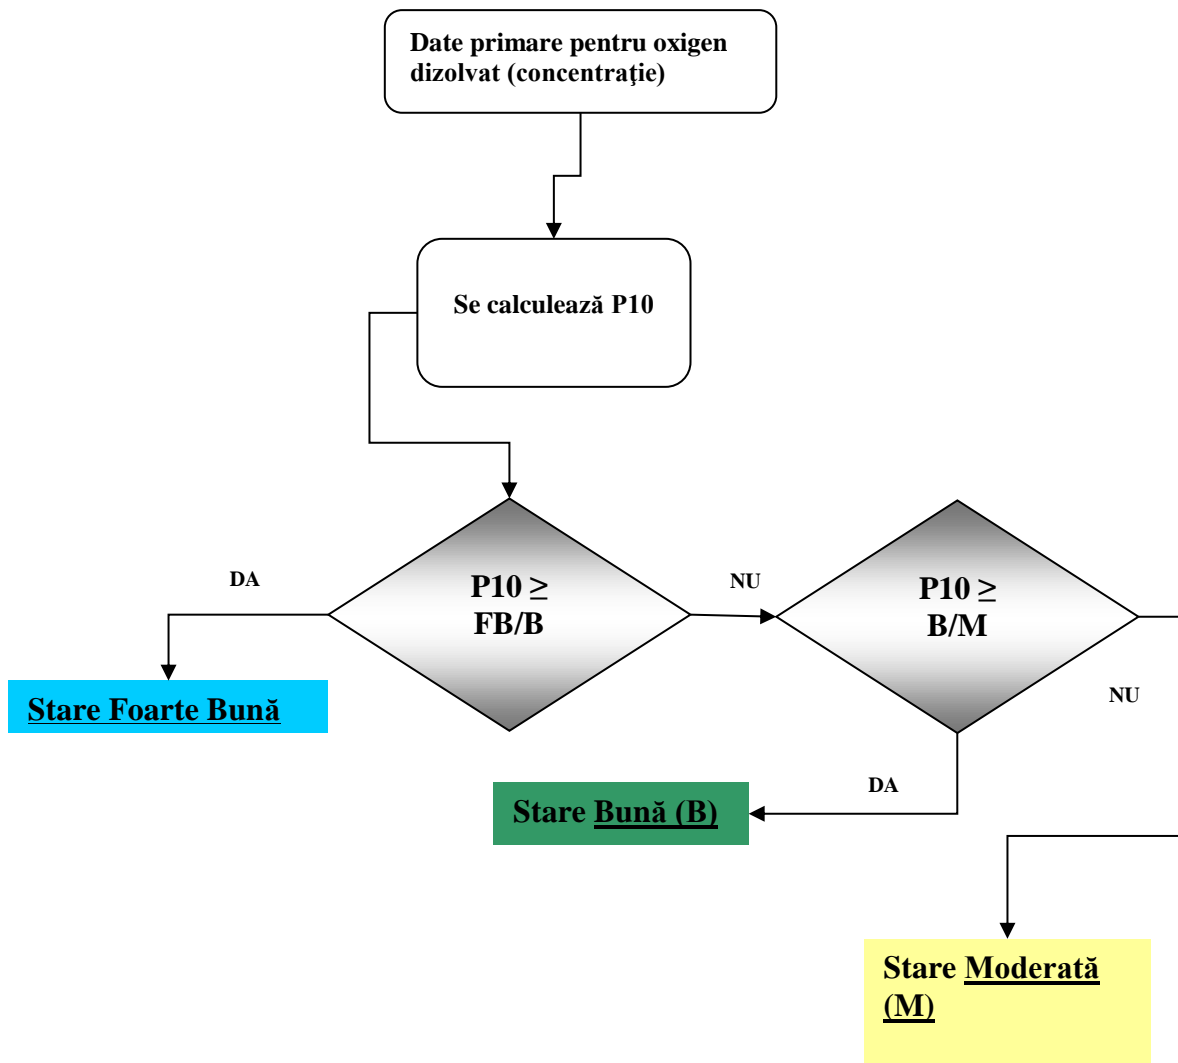 Date primare pentru oxigen
dizolvat (concentraţie)
Se calculează P10
P10 ≥
FB/B
DA
NU
P10 ≥
B/M
NU
Stare Foarte Bună
DA
Stare Bună (B)
Stare Moderată
(M)